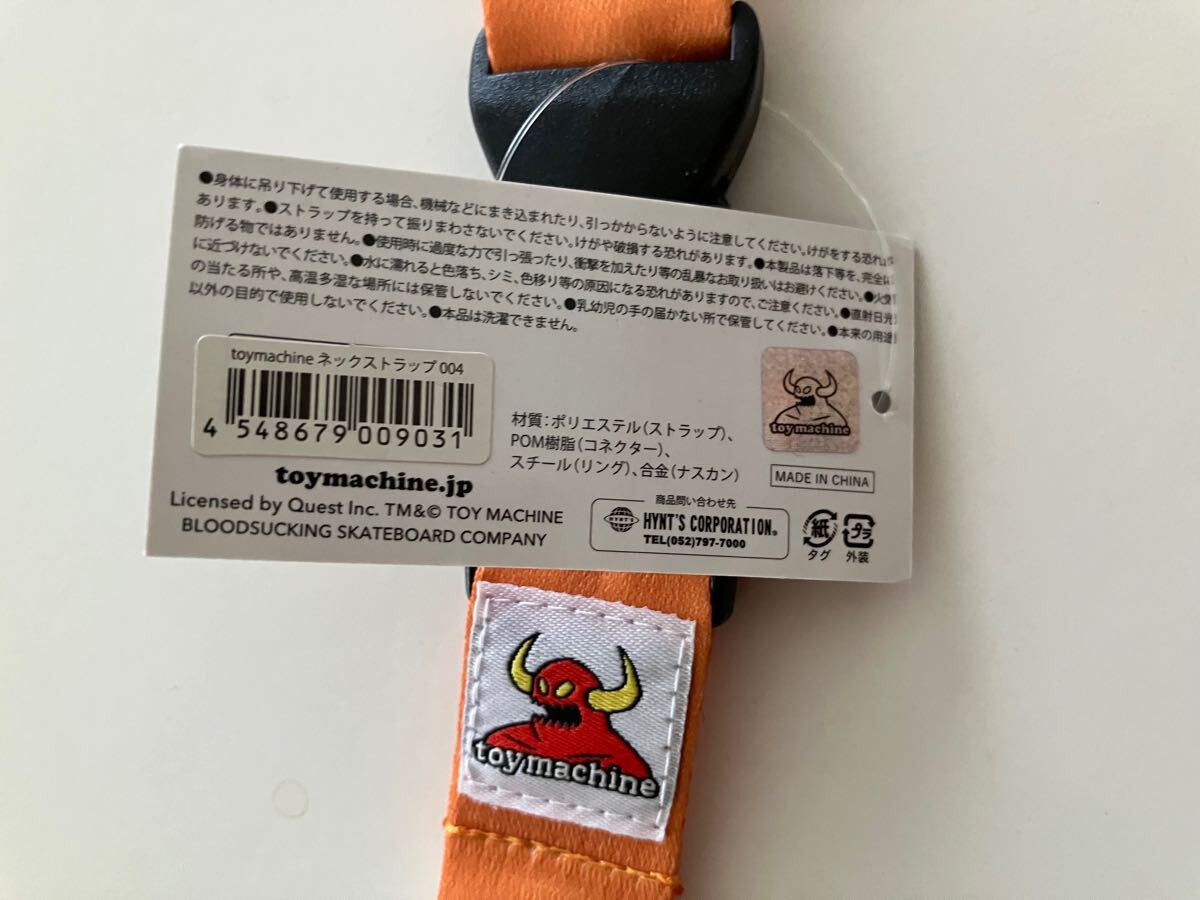 ●身体に吊り下げて使用する場合、機械などにまき込まれたり、引っかからないように注意してください。けがをする恐れが
あります。●ストラップを持って振りまわさないでください。けがや破損する恐れがあります。●本製品は落下等を、完全に
防げる物ではありません。●使用時に過度な力で引っ張ったり、衝撃を加えたり等の乱暴なお取り扱いはお避けください。●火気
に近づけないでください。●水に濡れると色落ち、シミ、色移り等の原因になる恐れがありますので、ご注意ください。●直射日光
の当たる所や、高温多湿な場所には保管しないでください。●乳幼児の手の届かない所で保管してください。●本来の用途
以外の目的で使用しないでください。●本品は洗濯できません。
toymachine ネックストラップ 004
4 548679 009031
toymachine.jp
Licensed by Quest Inc. TM&© TOY MACHINE
BLOODSUCKING SKATEBOARD COMPANY
材質：ポリエステル（ストラップ）、
POM樹脂（コネクター）、
スチール（リング）、合金（ナスカン）
toymachine
MADE IN CHINA
商品問い合わせ先
HYNT'S
HYNT'S CORPORATION®
TEL(052)797-7000
紙
タグ
プラ
外装
toymachine